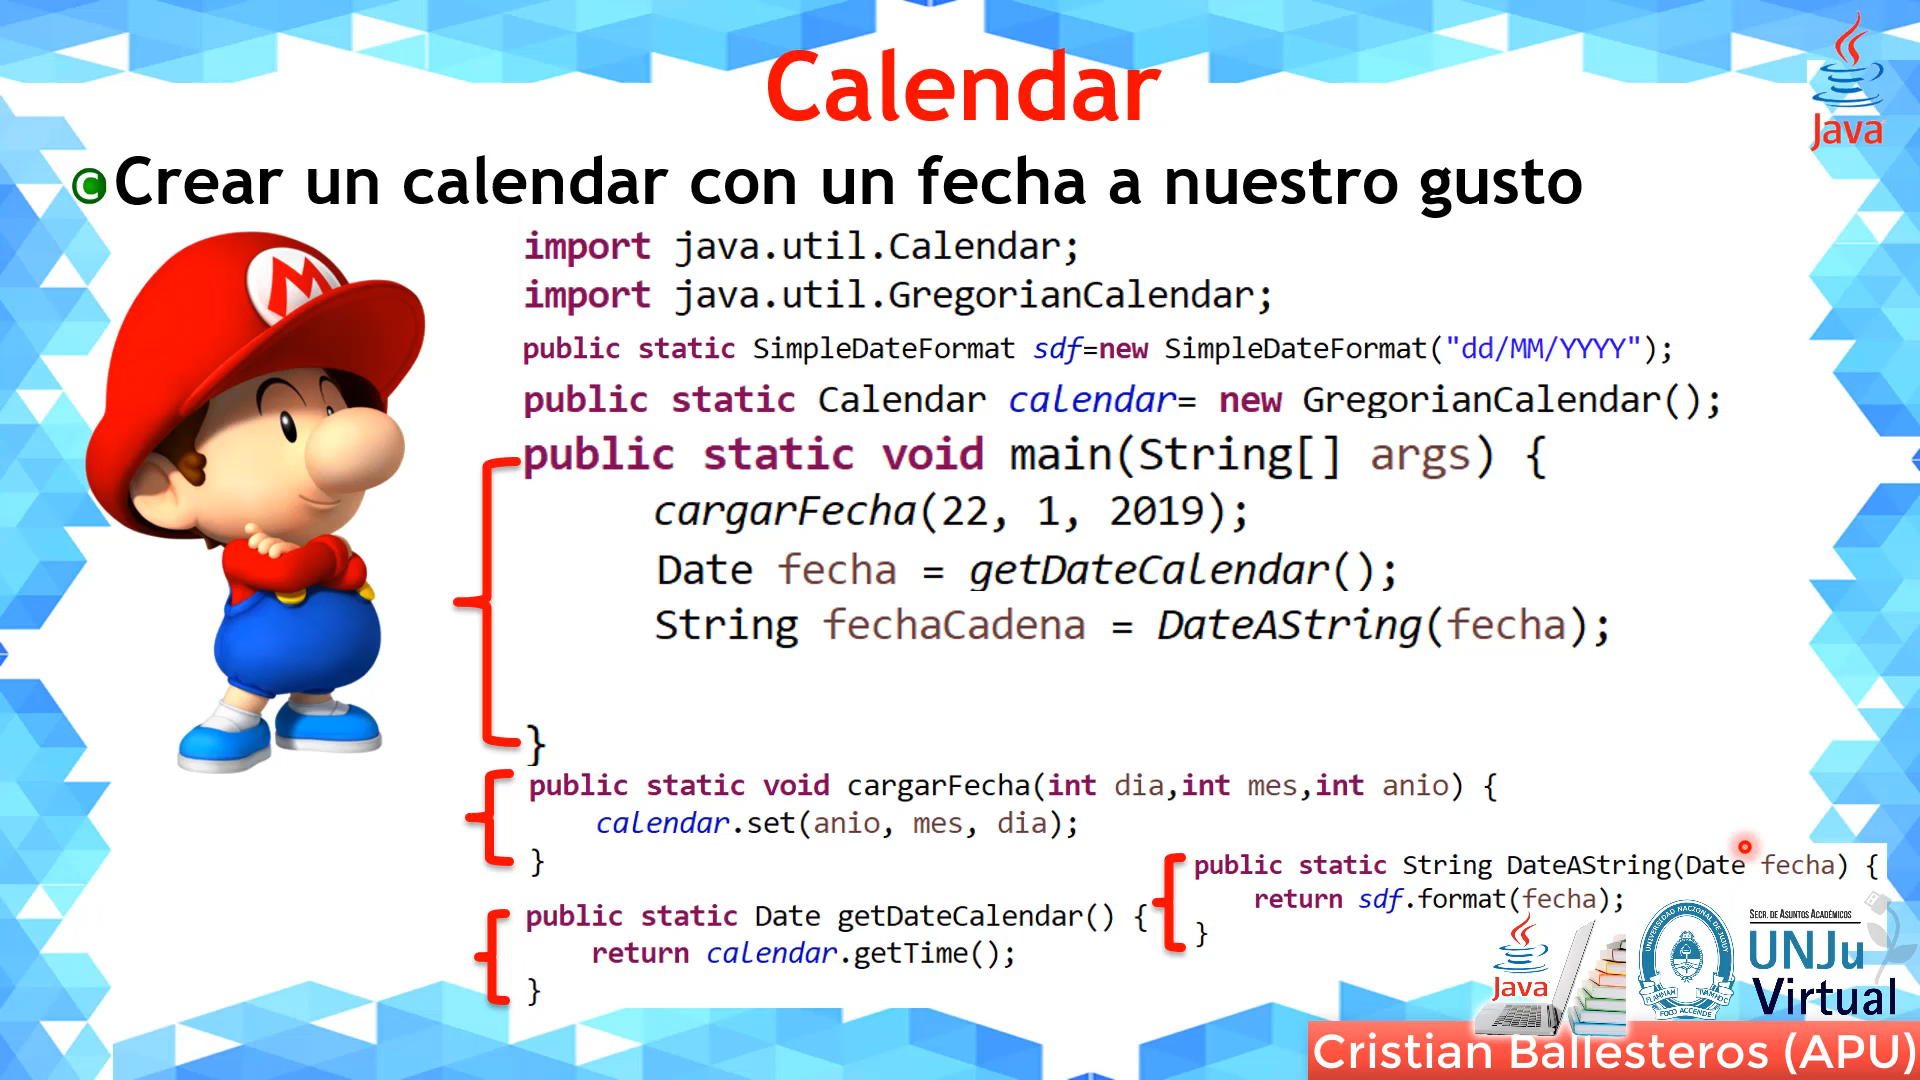 Calendar
Java
Crear un calendar con un fecha a nuestro gusto
M
import java.util.Calendar;
import java.util.GregorianCalendar;
public static SimpleDateFormat sdf=new SimpleDateFormat("dd/MM/YYYY");
public static Calendar calendar= new GregorianCalendar();
public static void main(String[] args) {
cargarFecha(22, 1, 2019);
Date fecha = getDateCalendar();
String fechaCadena = DateAString(fecha);
}
public static void cargarFecha(int dia,int mes,int anio) {
calendar.set(anio, mes, dia);
}
public static Date getDateCalendar() {
return calendar.getTime();
}
public static String DateAString(Date fecha) {
return sdf.format(fecha);
}
Java
UNIVERSIDAD NACIONAL DE JUJUY
SECR. DE ASUNTOS ACADÉMICOS
UNJu
Virtual
Cristian Ballesteros (APU)